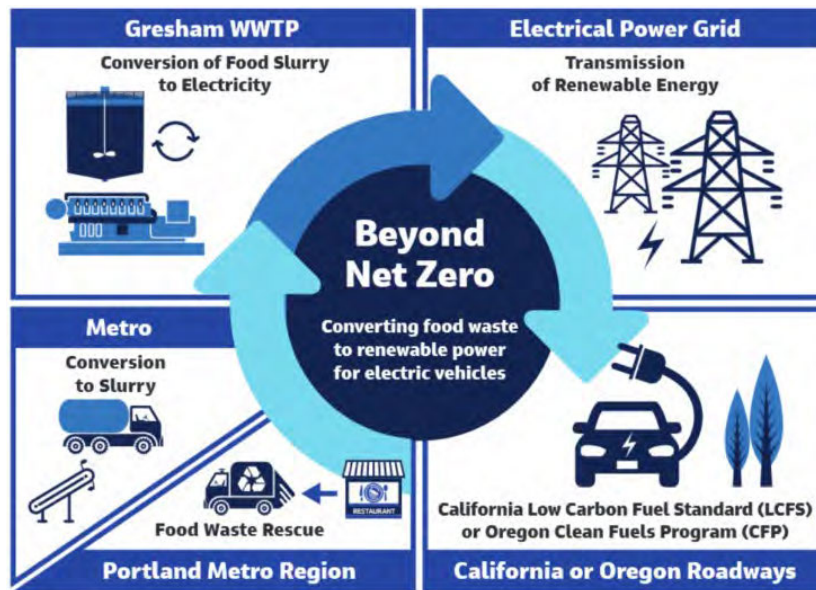 Gresham WWTP
Conversion of Food Slurry
to Electricity
Electrical Power Grid
Transmission
of Renewable Energy
Beyond
Net Zero
Converting food waste
to renewable power
for electric vehicles
Metro
Conversion
to Slurry
RESTAURANT
Food Waste Rescue
Portland Metro Region
California Low Carbon Fuel Standard (LCFS)
or Oregon Clean Fuels Program (CFP)
California or Oregon Roadways